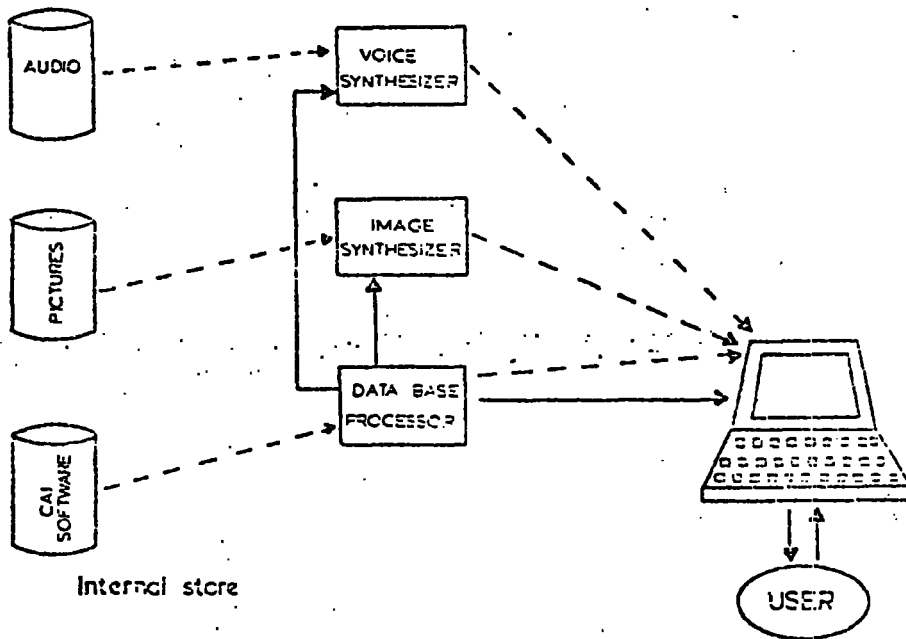 AUDIO
VOICE
SYNTHESIZER
PICTURES
IMAGE
SYNTHESIZER
DATA BASE
PROCESSOR
CAI
SOFTWARE
Internal store
USER